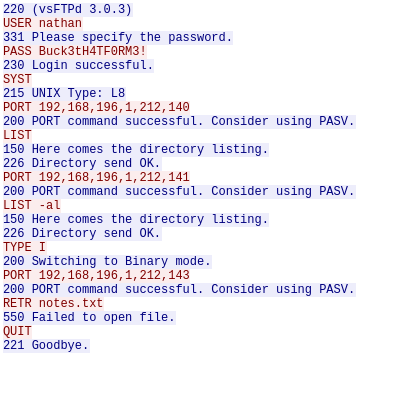 220 (vsFTPd 3.0.3)
USER nathan
331 Please specify the password.
PASS Buck3tH4TF0RM3!
230 Login successful.
SYST
215 UNIX Type: L8
PORT 192,168,196,1,212,140
200 PORT command successful. Consider using PASV.
LIST
150 Here comes the directory listing.
226 Directory send OK.
PORT 192,168,196,1,212,141
200 PORT command successful. Consider using PASV.
LIST -al
150 Here comes the directory listing.
226 Directory send OK.
TYPE I
200 Switching to Binary mode.
PORT 192,168,196,1,212,143
200 PORT command successful. Consider using PASV.
RETR notes.txt
550 Failed to open file.
QUIT
221 Goodbye.